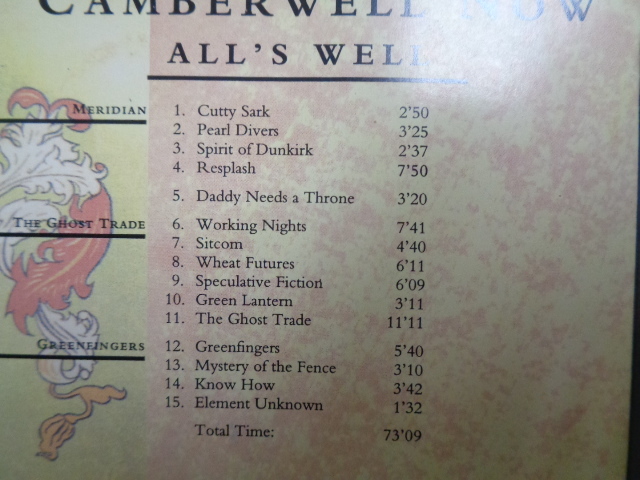 CAMBERWELL NOW
ALL'S WELL
MERIDIAN
1. Cutty Sark 2'50
2. Pearl Divers 3'25
3. Spirit of Dunkirk 2'37
4. Resplash 7'50
5. Daddy Needs a Throne 3'20
THE GHOST TRADE
6. Working Nights 7'41
7. Sitcom 4'40
8. Wheat Futures 6'11
9. Speculative Fiction 6'09
10. Green Lantern 3'11
11. The Ghost Trade 11'11
GREENFINGERS
12. Greenfingers 5'40
13. Mystery of the Fence 3'10
14. Know How 3'42
15. Element Unknown 1'32
Total Time: 73'09